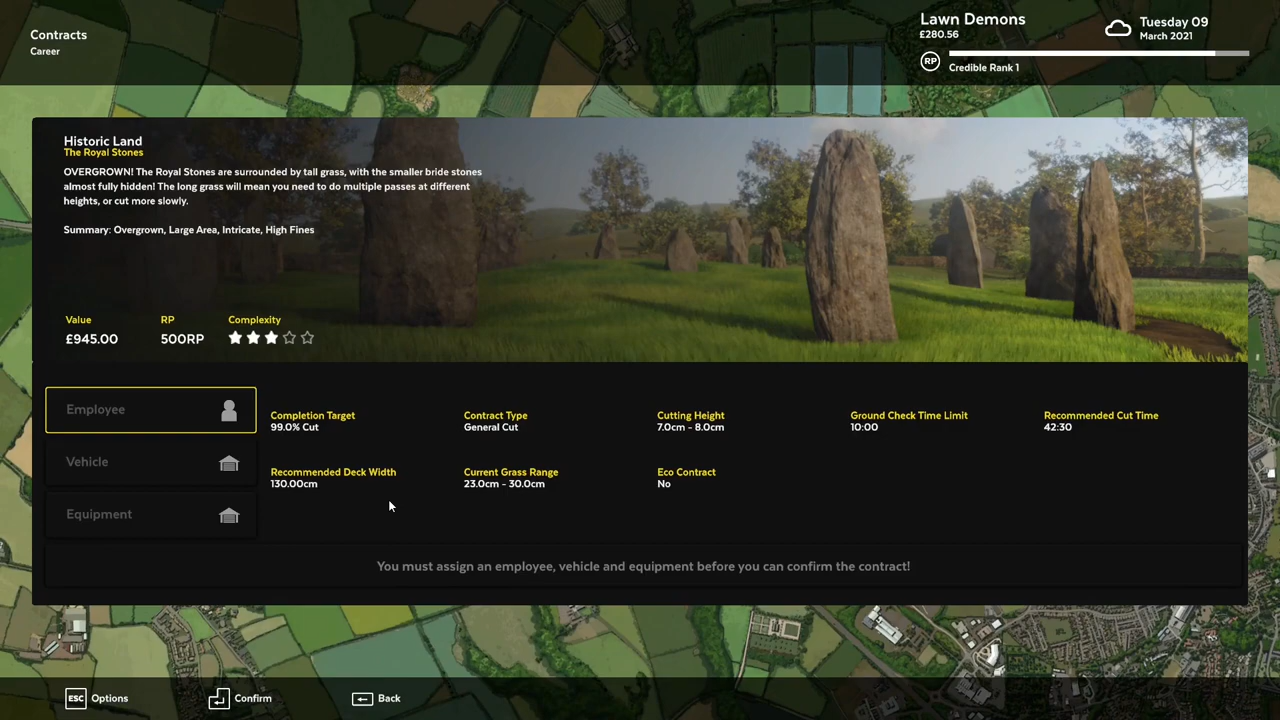 Contracts
Career
Lawn Demons
£280.56
Tuesday 09
March 2021
RP
Credible Rank 1
Historic Land
The Royal Stones
OVERGROWN! The Royal Stones are surrounded by tall grass, with the smaller bride stones
almost fully hidden! The long grass will mean you need to do multiple passes at different
heights, or cut more slowly.
Summary: Overgrown, Large Area, Intricate, High Fines
Value
RP
Complexity
£945.00
500RP
Employee
Vehicle
Equipment
Completion Target
99.0% Cut
Contract Type
General Cut
Cutting Height
7.0cm - 8.0cm
Ground Check Time Limit
10:00
Recommended Cut Time
42:30
Recommended Deck Width
130.00cm
Current Grass Range
23.0cm - 30.0cm
Eco Contract
No
You must assign an employee, vehicle and equipment before you can confirm the contract!
ESC Options
Confirm
Back